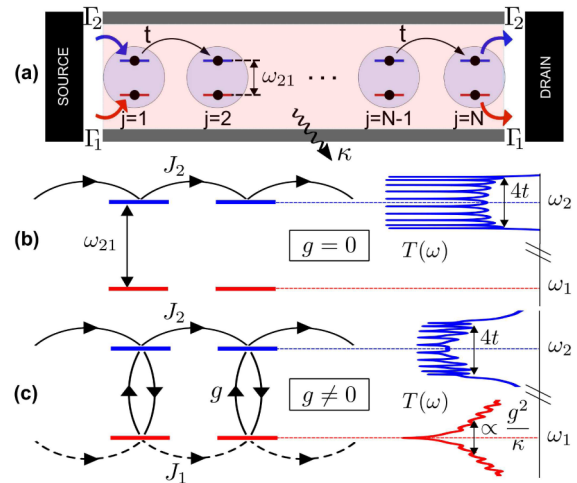 Γ₂ Γ₂
SOURCE t t DRAIN
(a) ω₂₁ ...
Γ₁ j=1 j=2 j=N-1 j=N Γ₁
κ
J₂
4t ω₂
(b) ω₂₁ g = 0 T(ω)
ω₁
J₂
4t ω₂
(c) g g ≠ 0 T(ω)
∝ g²/κ ω₁
J₁